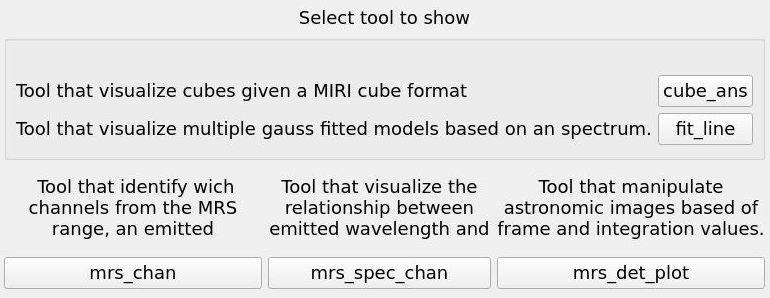 Select tool to show
Tool that visualize cubes given a MIRI cube format
cube_ans
Tool that visualize multiple gauss fitted models based on an spectrum.
fit_line
Tool that identify wich
channels from the MRS
range, an emitted
mrs_chan
Tool that visualize the
relationship between
emitted wavelength and
mrs_spec_chan
Tool that manipulate
astronomic images based of
frame and integration values.
mrs_det_plot